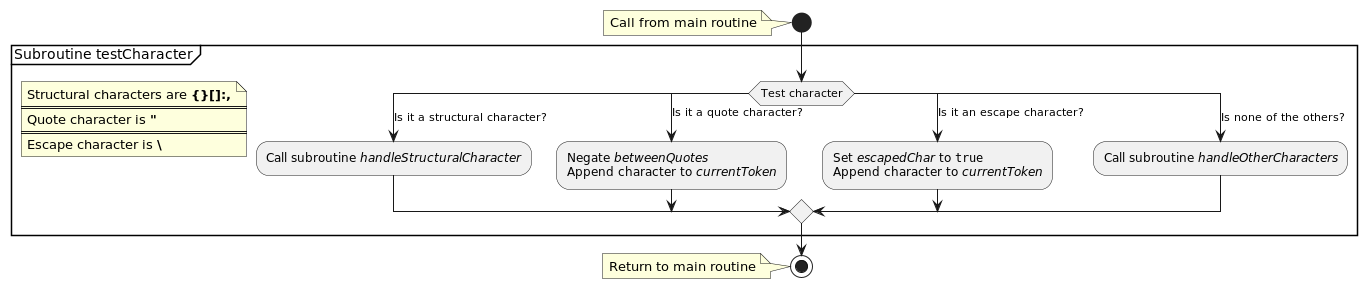 Call from main routine
Subroutine testCharacter
Structural characters are {}[]:,
Quote character is "
Escape character is \
Test character
Is it a structural character?
Call subroutine handleStructuralCharacter
Is it a quote character?
Negate betweenQuotes
Append character to currentToken
Is it an escape character?
Set escapedChar to true
Append character to currentToken
Is none of the others?
Call subroutine handleOtherCharacters
Return to main routine